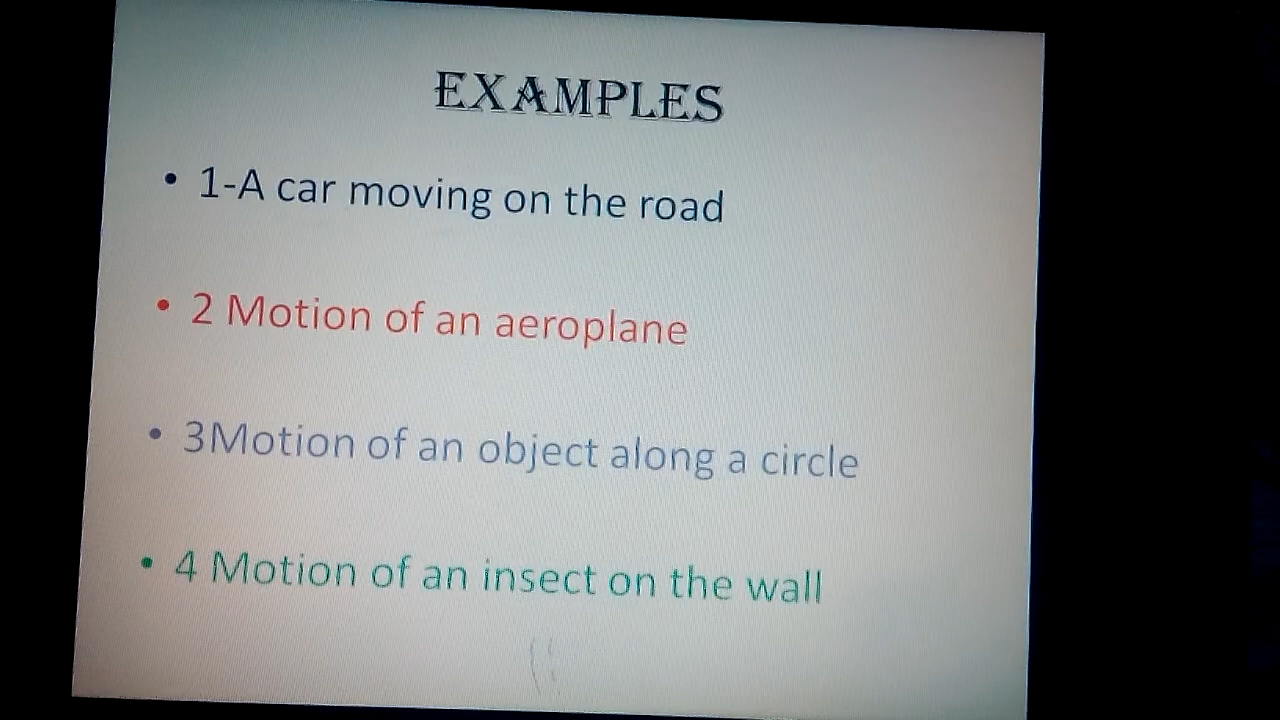 EXAMPLES
• 1-A car moving on the road
• 2 Motion of an aeroplane
• 3Motion of an object along a circle
• 4 Motion of an insect on the wall